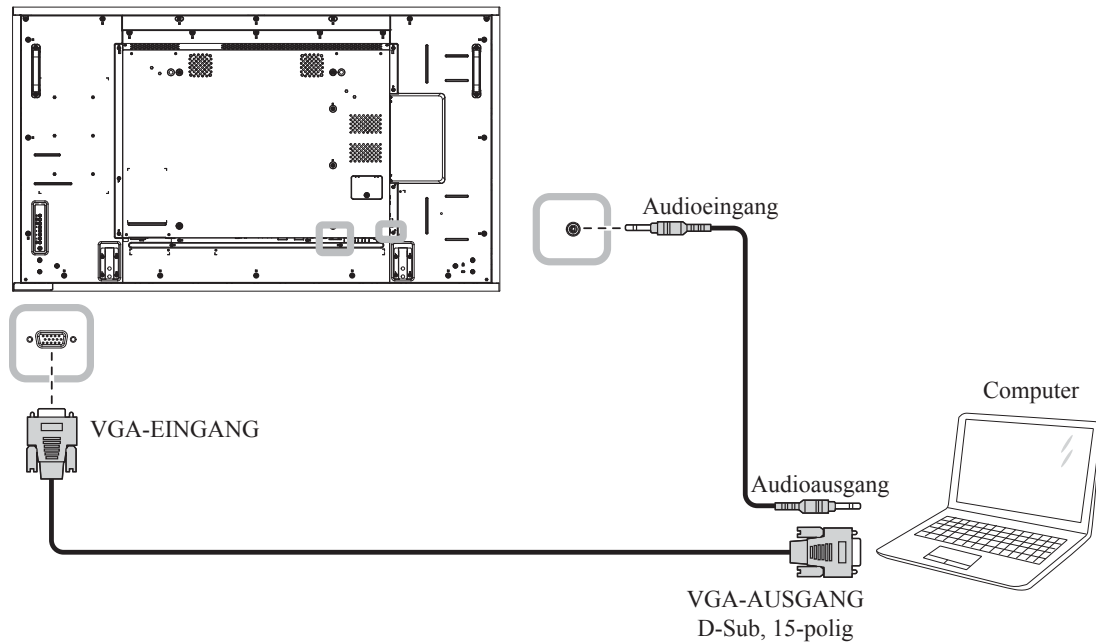 Audioeingang
Computer
VGA-EINGANG
Audioausgang
VGA-AUSGANG
D-Sub, 15-polig